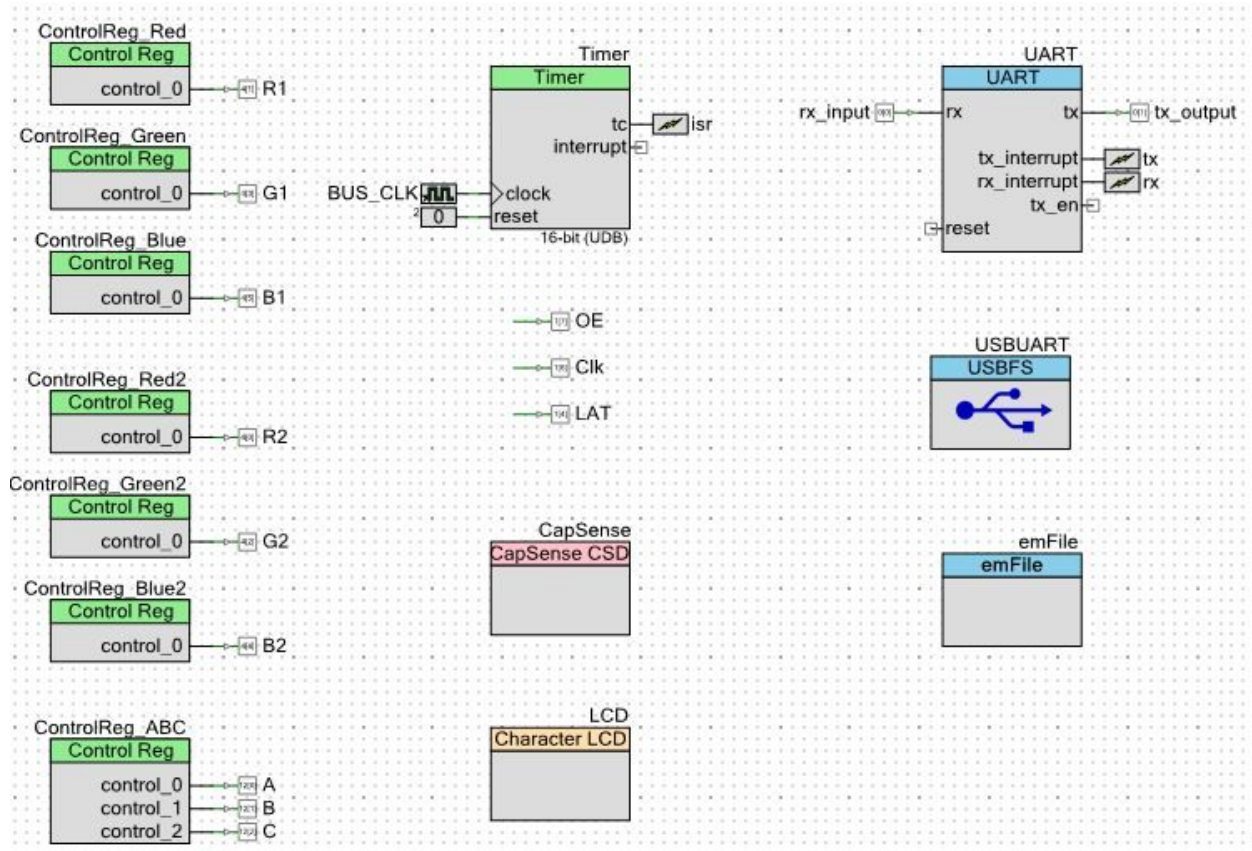 ControlReg_Red
Control Reg
control_0
R1
ControlReg_Green
Control Reg
control_0
G1
ControlReg_Blue
Control Reg
control_0
B1
ControlReg_Red2
Control Reg
control_0
R2
ControlReg_Green2
Control Reg
control_0
G2
ControlReg_Blue2
Control Reg
control_0
B2
ControlReg_ABC
Control Reg
control_0
A
control_1
B
control_2
C
Timer
Timer
tc
isr
interrupt
BUS_CLK
clock
2
0
reset
16-bit (UDB)
OE
Clk
LAT
CapSense
CapSense CSD
LCD
Character LCD
UART
UART
rx_input
rx
tx
tx_output
tx_interrupt
tx
rx_interrupt
rx
tx_en
reset
USBUART
USBFS
emFile
emFile